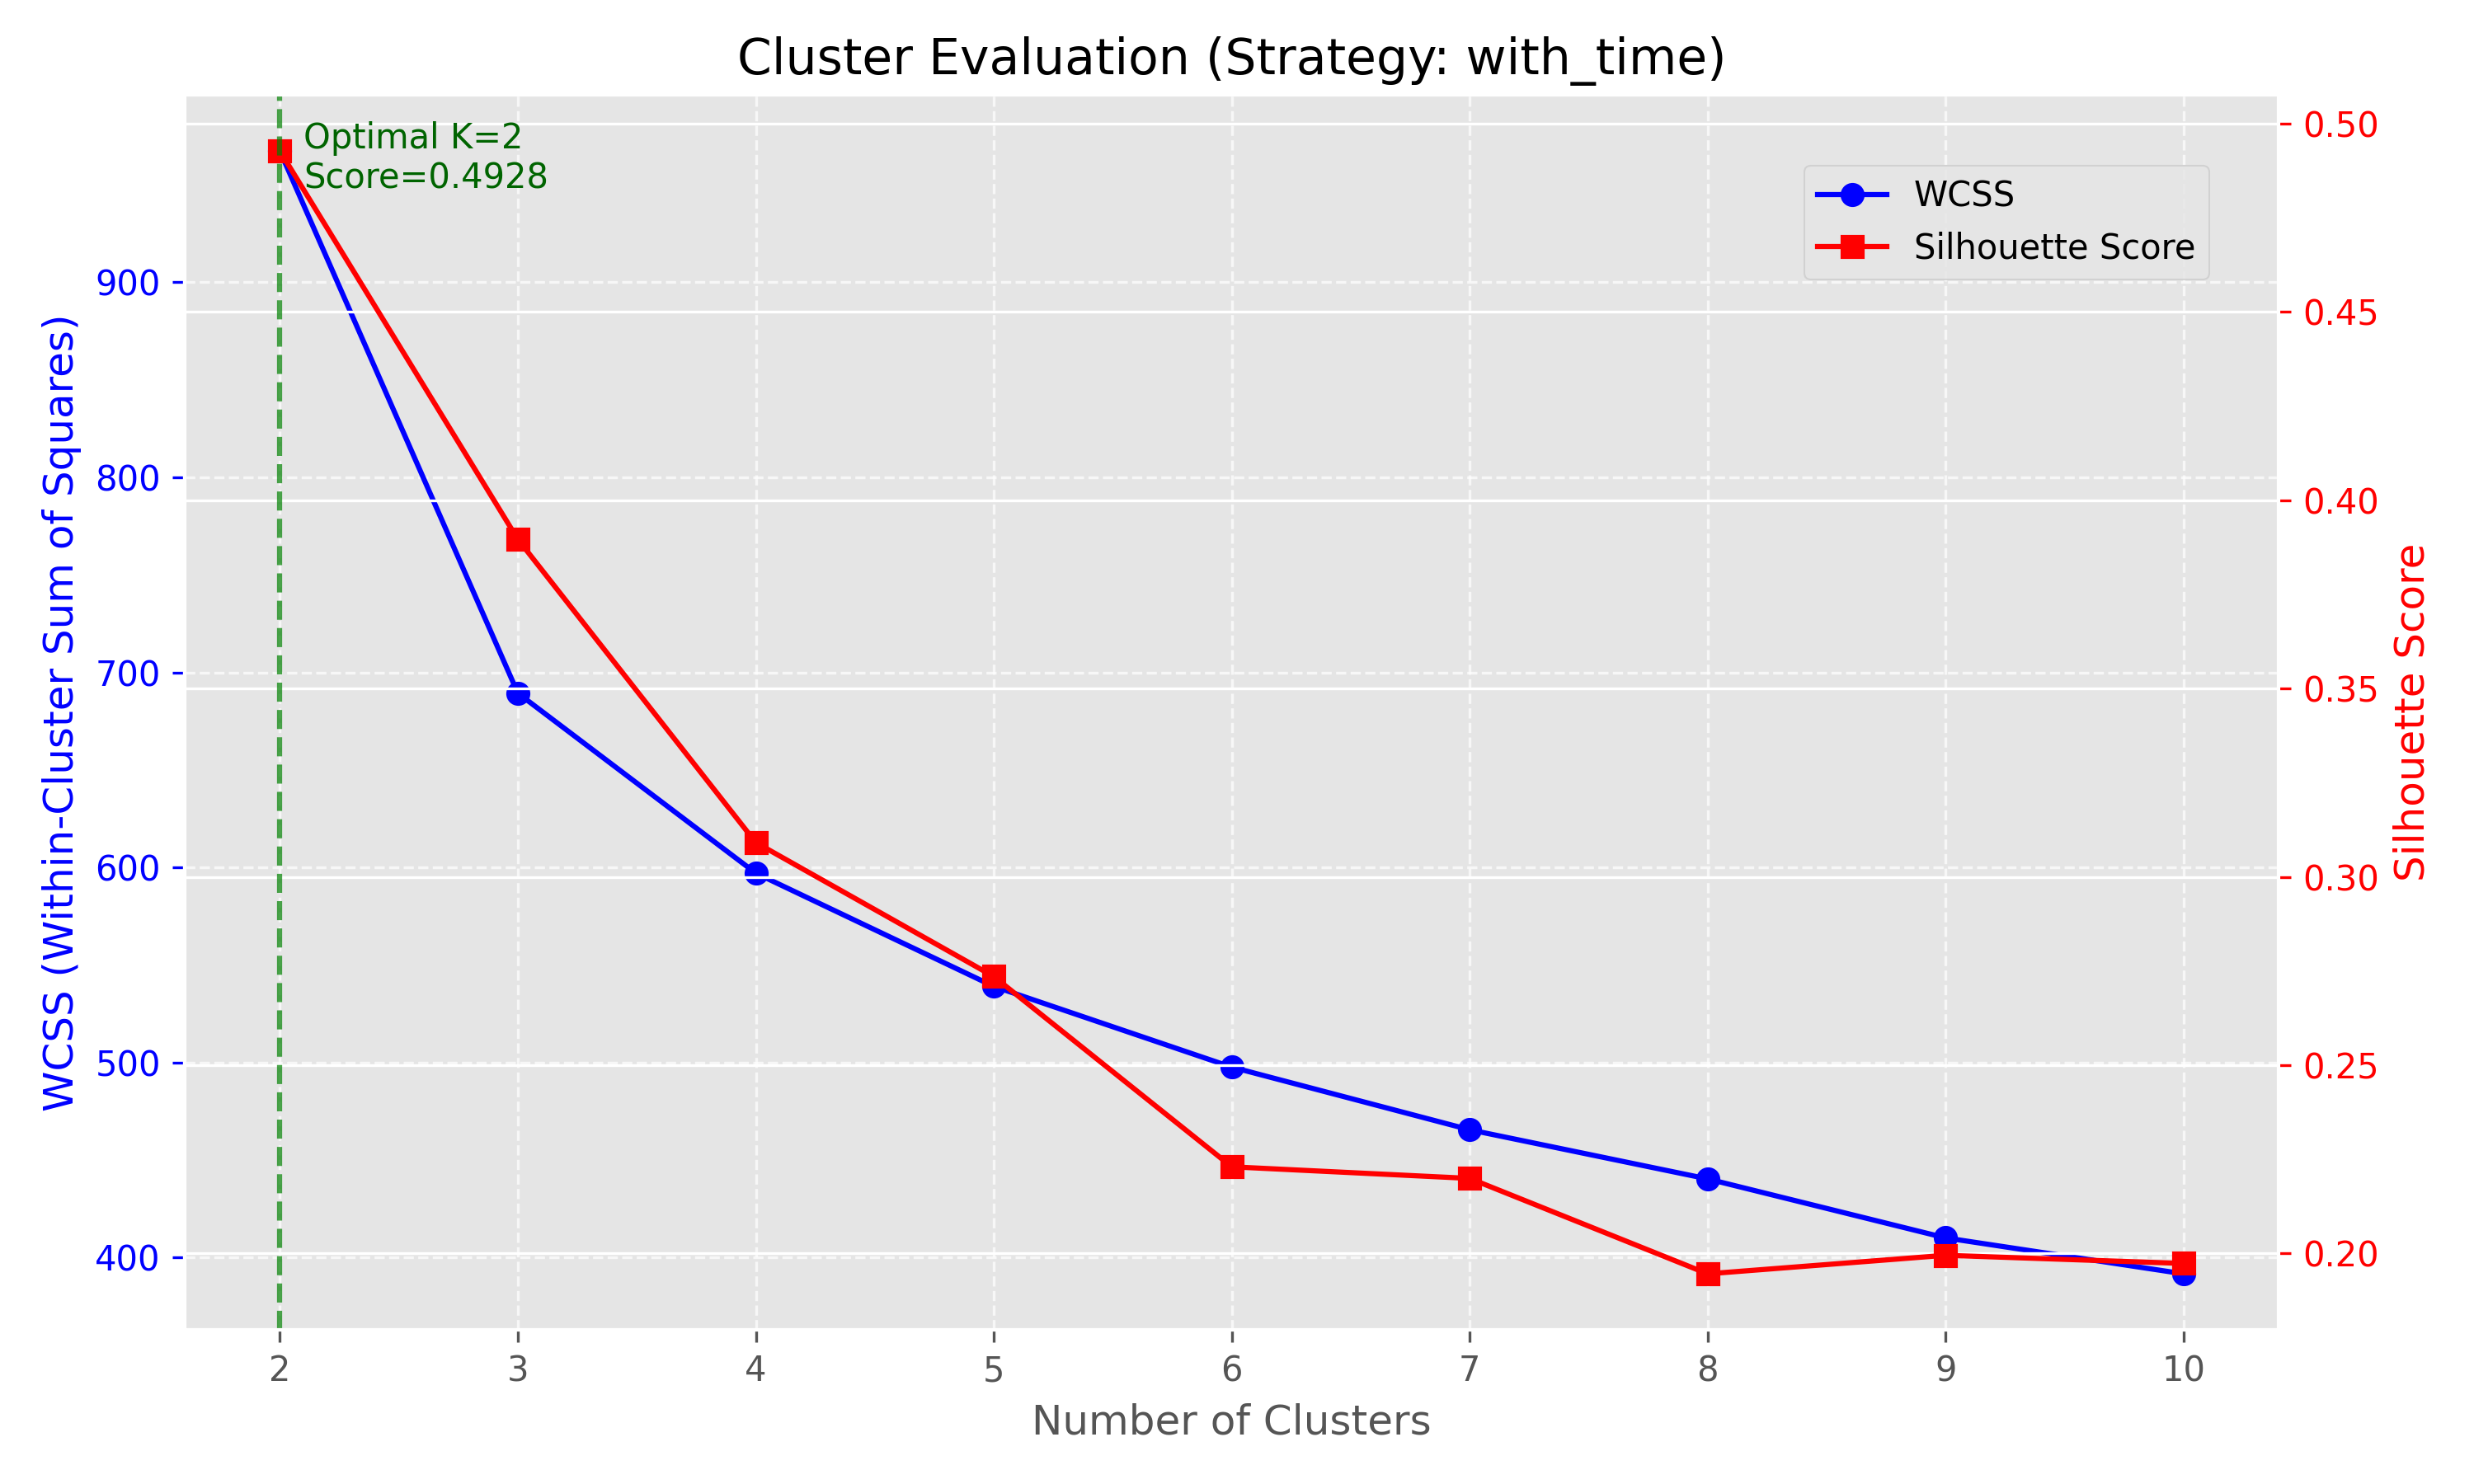 Cluster Evaluation (Strategy: with_time)
Optimal K=2
Score=0.4928
WCSS
Silhouette Score
WCSS (Within-Cluster Sum of Squares)
900
800
700
600
500
400
0.50
0.45
0.40
0.35
0.30
0.25
0.20
Silhouette Score
2 3 4 5 6 7 8 9 10
Number of Clusters